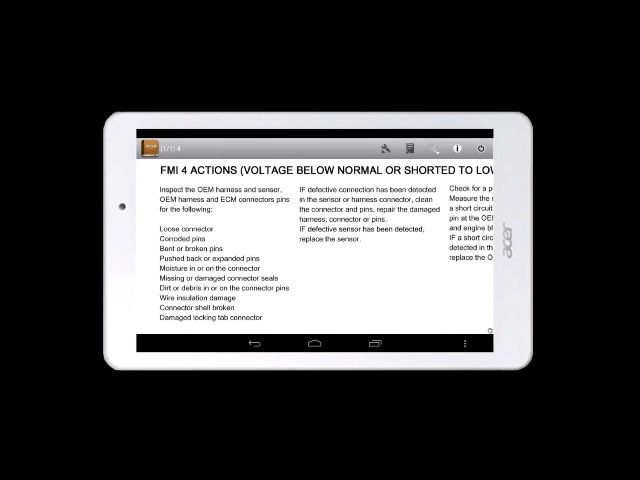 (1/1) 4
FMI 4 ACTIONS (VOLTAGE BELOW NORMAL OR SHORTED TO LOW
Inspect the OEM harness and sensor,
OEM harness and ECM connectors pins
for the following:
Loose connector
Corroded pins
Bent or broken pins
Pushed back or expanded pins
Moisture in or on the connector
Missing or damaged connector seals
Dirt or debris in or on the connector pins
Wire insulation damage
Connector shell broken
Damaged locking tab connector
IF defective connection has been detected
in the sensor or harness connector, clean
the connector and pins, repair the damaged
harness, connector or pins.
IF defective sensor has been detected,
replace the sensor.
Check for a p
Measure the
a short circuit
pin at the OE
and engine bl
IF a short circ
detected in th
replace the O
acer